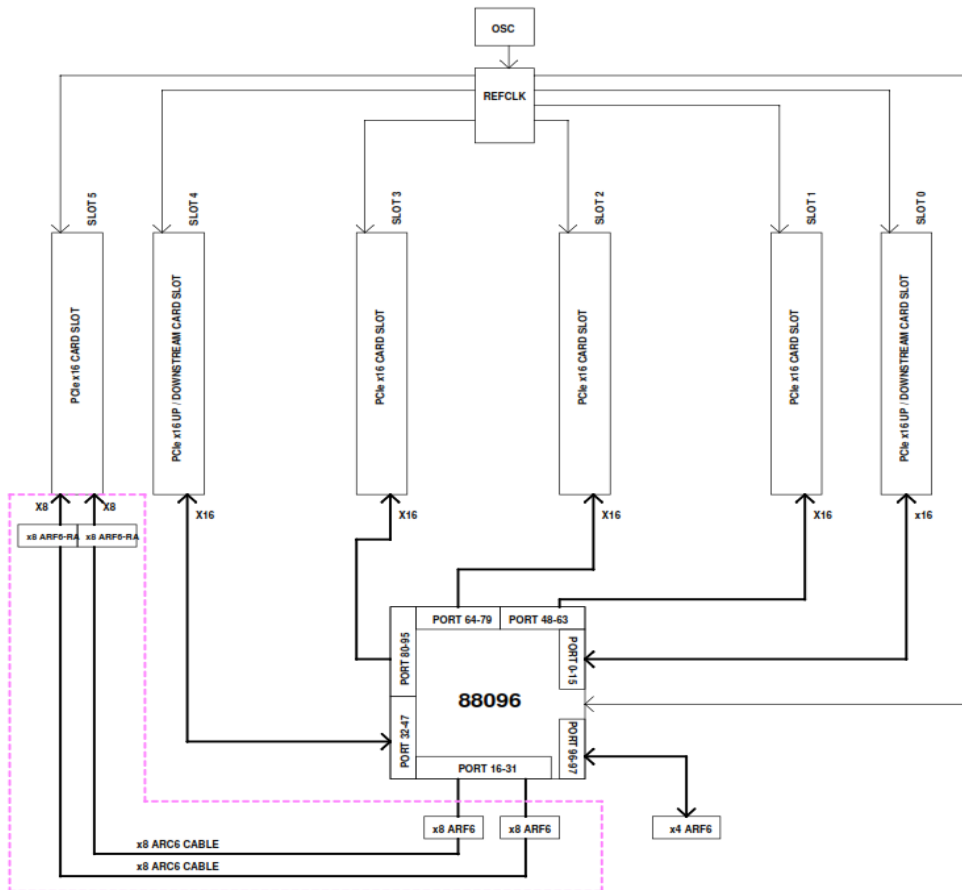 OSC
REFCLK
SLOT 5
SLOT 4
SLOT 3
SLOT 2
SLOT 1
SLOT 0
PCIe x16 CARD SLOT
PCIe x16 UP / DOWNSTREAM CARD SLOT
PCIe x16 CARD SLOT
PCIe x16 CARD SLOT
PCIe x16 CARD SLOT
PCIe x16 UP / DOWNSTREAM CARD SLOT
X8
X8
X16
X16
X16
X16
x16
x8 ARF6-RA
x8 ARF6-RA
PORT 64-79
PORT 48-63
PORT 80-95
PORT 0-15
88096
PORT 32-47
PORT 96-97
PORT 16-31
x8 ARF6
x8 ARF6
x4 ARF6
x8 ARC6 CABLE
x8 ARC6 CABLE